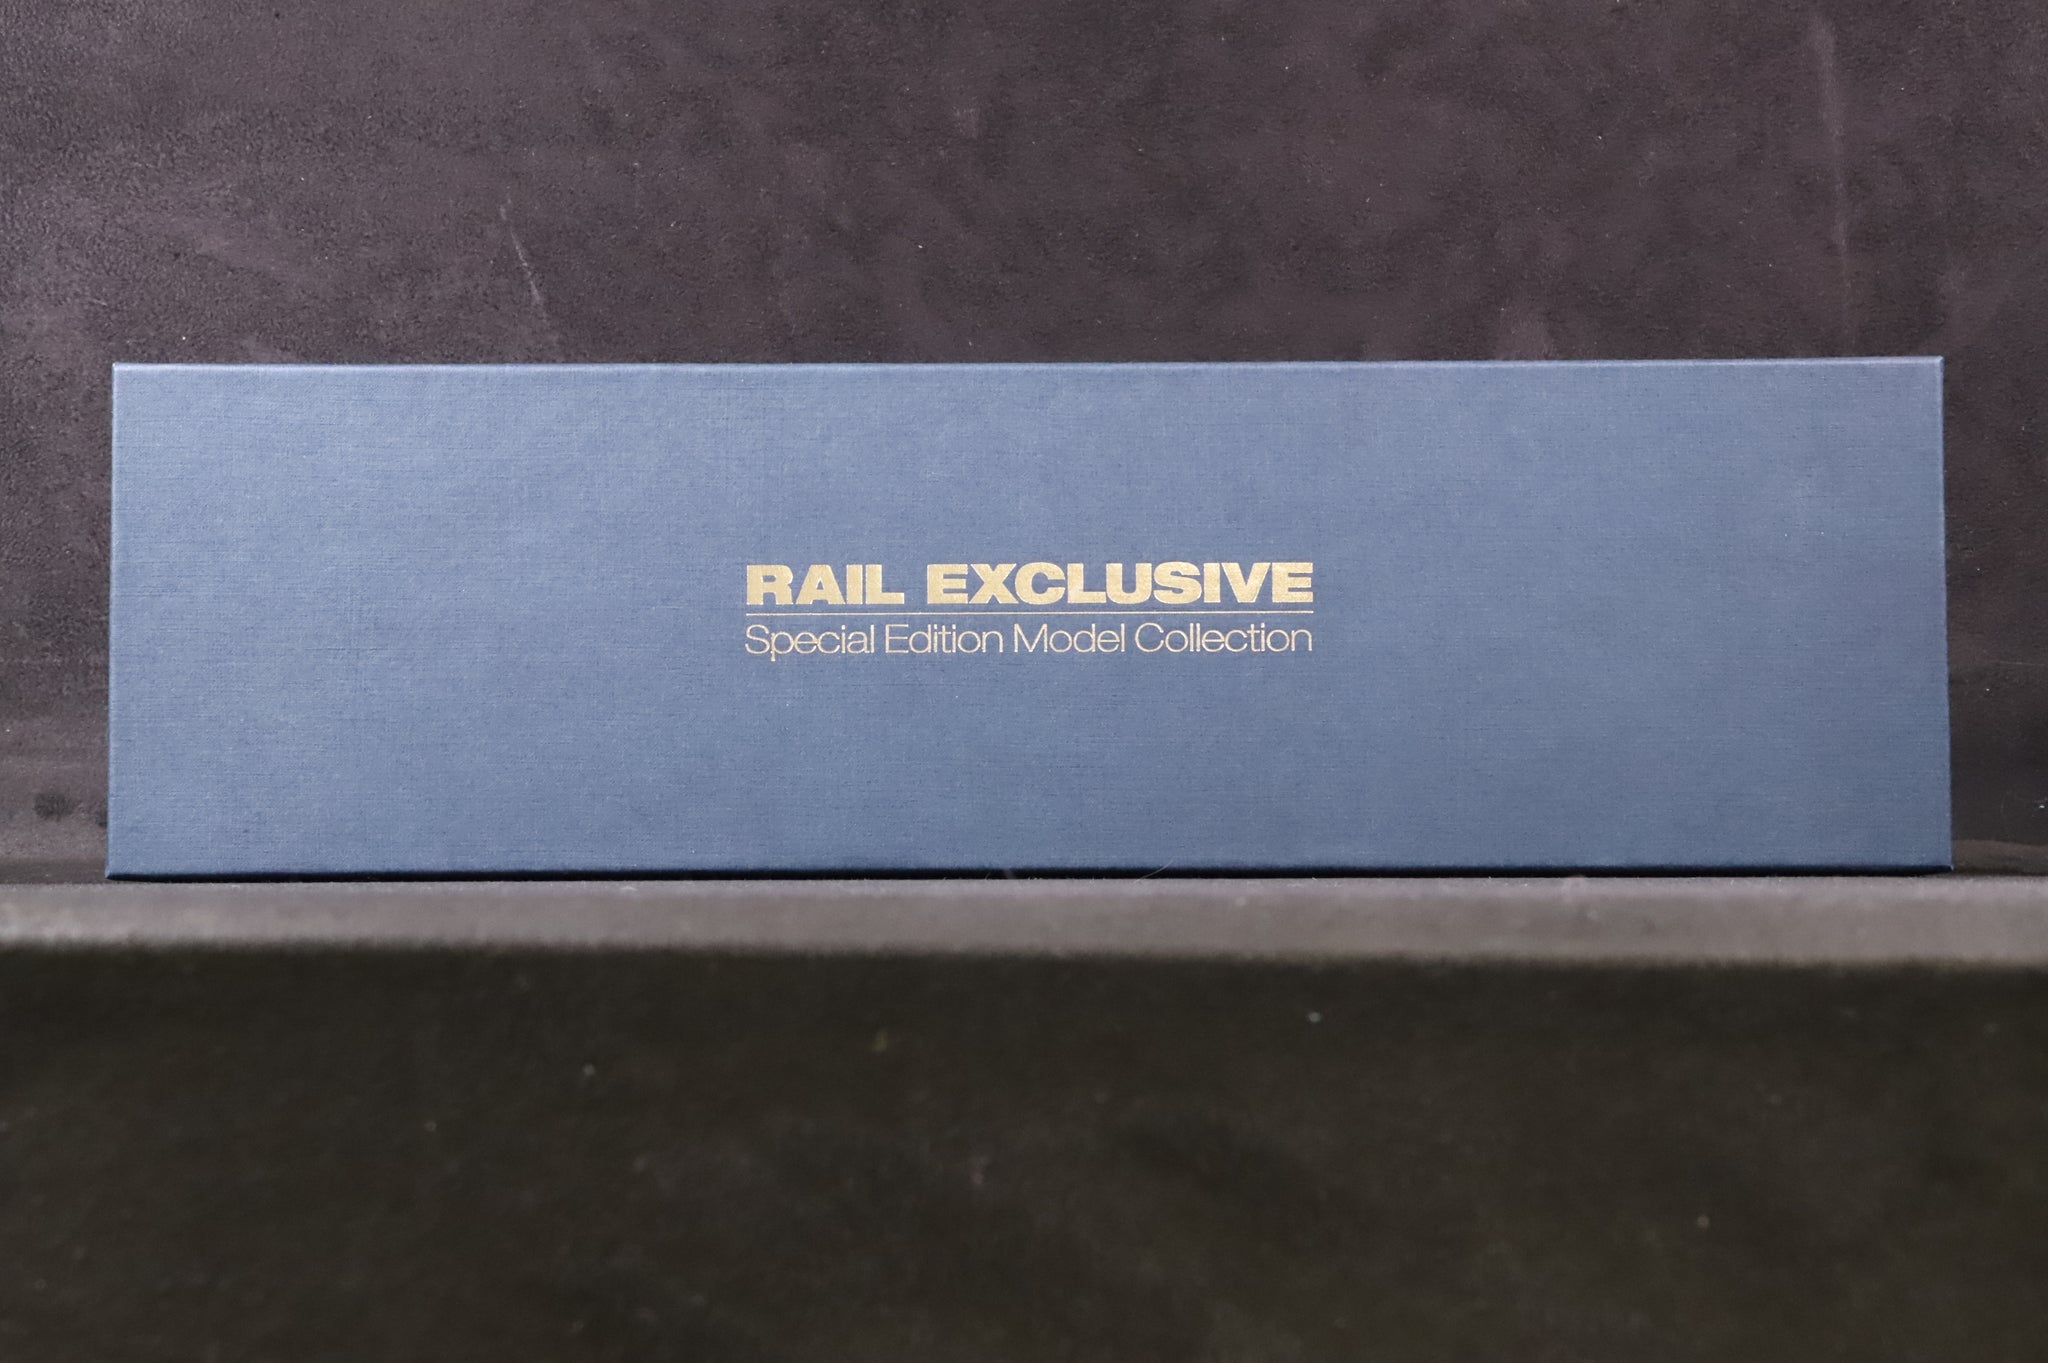 RAIL EXCLUSIVE
Special Edition Model Collection